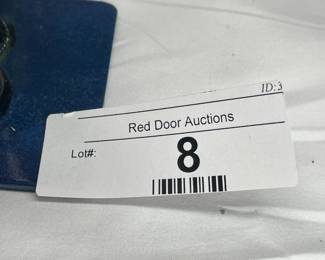 ID:3
Red Door Auctions
Lot#:
8